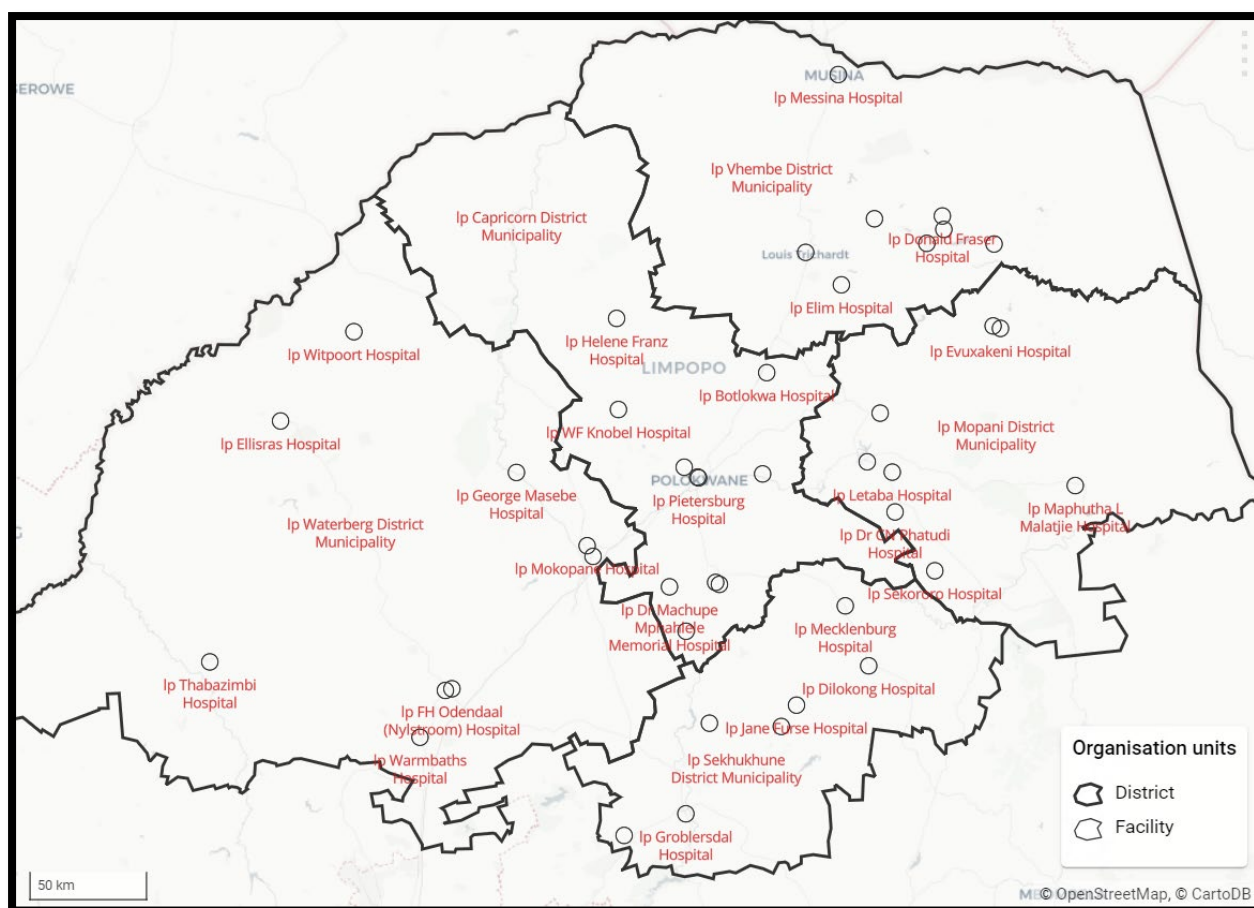 SEROWE
MUSINA
lp Messina Hospital
lp Vhembe District
Municipality
lp Capricorn District
Municipality
lp Donald Fraser
Hospital
Louis Trichardt
lp Elim Hospital
lp Helene Franz
Hospital
lp Witpoort Hospital
lp Evuxakeni Hospital
LIMPOPO
lp Botlokwa Hospital
lp WF Knobel Hospital
lp Ellisras Hospital
lp Mopani District
Municipality
POLOKWANE
lp Pietersburg
Hospital
lp George Masebe
Hospital
lp Letaba Hospital
lp Maphutha L
Malatjie Hospital
lp Waterberg District
Municipality
G
lp Dr CN Phatudi
Hospital
lp Mokopane Hospital
lp Sekororo Hospital
lp Dr Machupe
Mphahlele
Memorial Hospital
lp Mecklenburg
Hospital
lp Thabazimbi
Hospital
lp Dilokong Hospital
lp FH Odendaal
(Nylstroom) Hospital
lp Jane Furse Hospital
lp Warmbaths
Hospital
lp Sekhukhune
District Municipality
lp Groblersdal
Hospital
Organisation units
District
Facility
50 km
© OpenStreetMap, © CartoDB